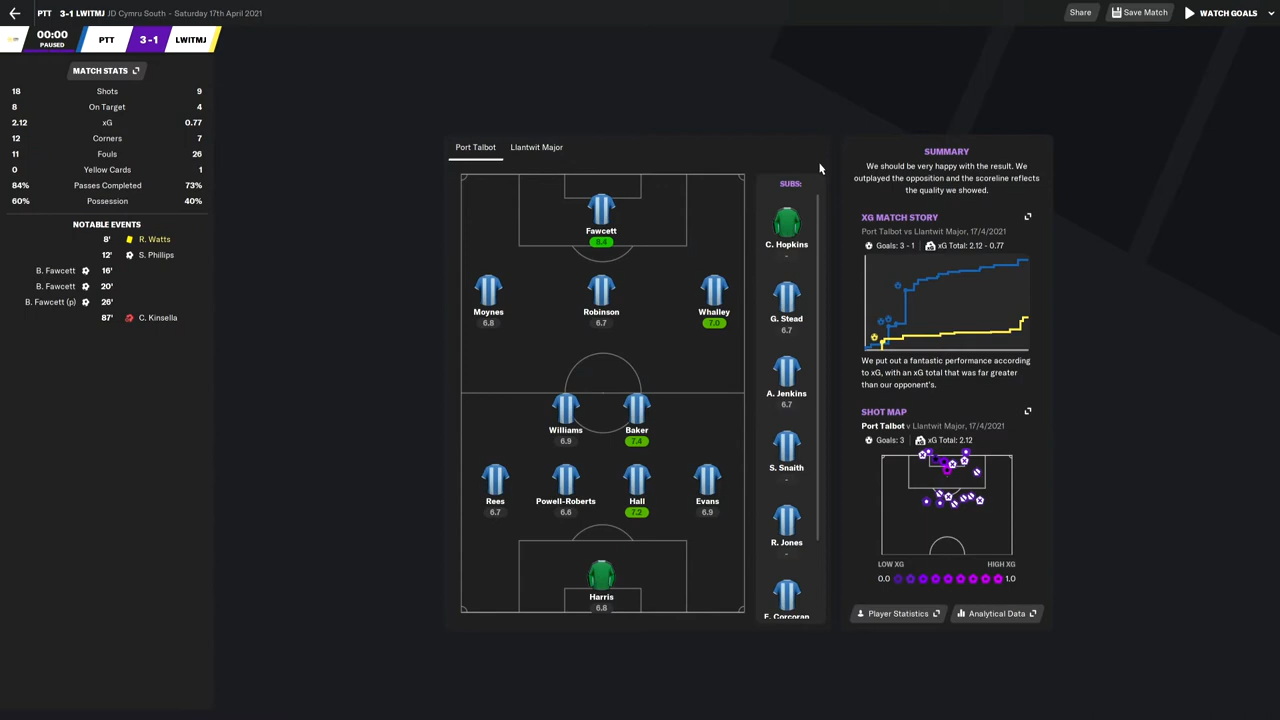 PTT 3-1 LWITMJ JD Cymru South - Saturday 17th April 2021
Share
Save Match
WATCH GOALS
00:00
PAUSED
PTT
3-1
LWITMJ
MATCH STATS
18 Shots 9
8 On Target 4
2.12 xG 0.77
12 Corners 7
11 Fouls 26
0 Yellow Cards 1
84% Passes Completed 73%
60% Possession 40%
NOTABLE EVENTS
8' R. Watts
12' S. Phillips
B. Fawcett 16'
B. Fawcett 20'
B. Fawcett (p) 26'
87' C. Kinsella
Port Talbot
Llantwit Major
Fawcett
8.4
Moynes
6.8
Robinson
6.7
Whalley
7.0
Williams
6.9
Baker
7.4
Rees
6.7
Powell-Roberts
6.6
Hall
7.2
Evans
6.9
Harris
6.8
SUBS:
C. Hopkins
-
G. Stead
6.7
A. Jenkins
6.7
S. Snaith
-
R. Jones
-
F. Corcoran
SUMMARY
We should be very happy with the result. We
outplayed the opposition and the scoreline reflects
the quality we showed.
XG MATCH STORY
Port Talbot vs Llantwit Major, 17/4/2021
Goals: 3 - 1 xG Total: 2.12 - 0.77
We put out a fantastic performance according
to xG, with an xG total that was far greater
than our opponent's.
SHOT MAP
Port Talbot v Llantwit Major, 17/4/2021
Goals: 3 xG Total: 2.12
LOW XG HIGH XG
0.0 1.0
Player Statistics
Analytical Data